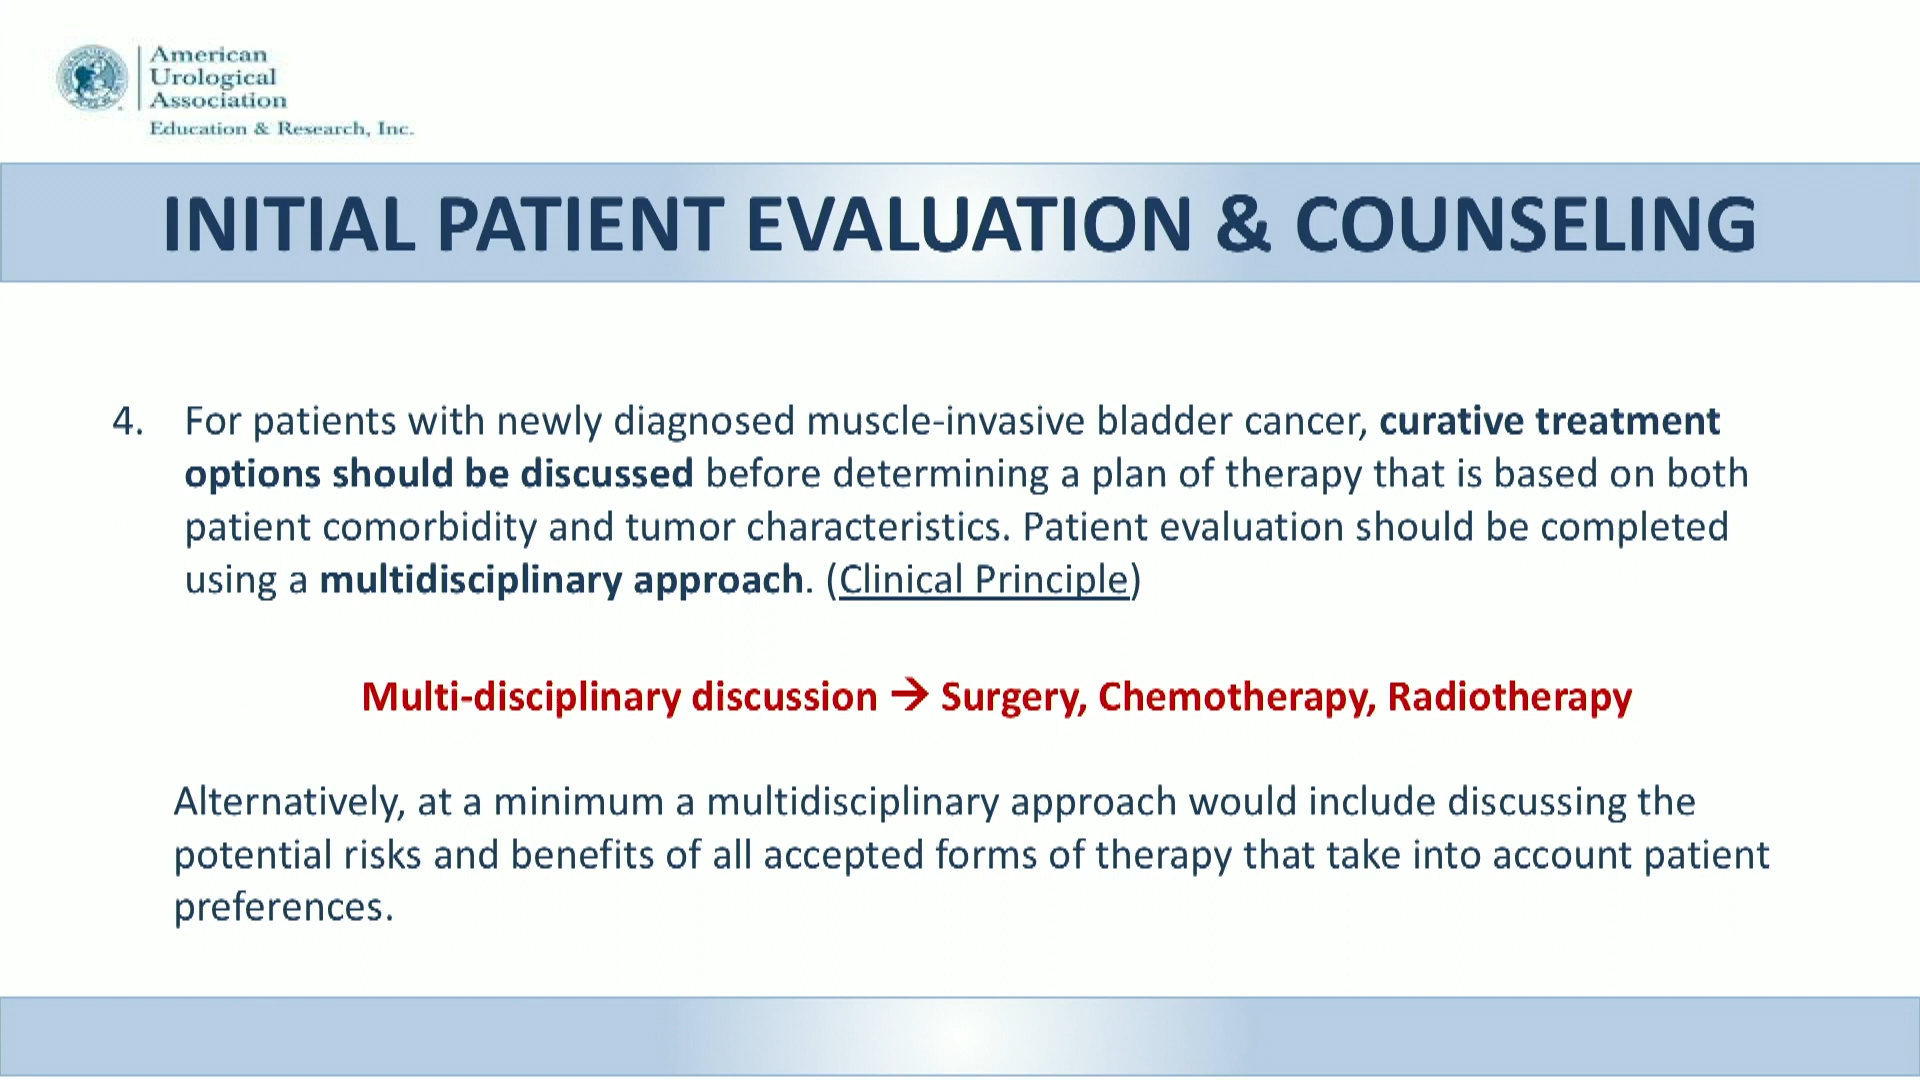 American
Urological
Association
Education & Research, Inc.
INITIAL PATIENT EVALUATION & COUNSELING
4. For patients with newly diagnosed muscle-invasive bladder cancer, curative treatment
options should be discussed before determining a plan of therapy that is based on both
patient comorbidity and tumor characteristics. Patient evaluation should be completed
using a multidisciplinary approach. (Clinical Principle)
Multi-disciplinary discussion → Surgery, Chemotherapy, Radiotherapy
Alternatively, at a minimum a multidisciplinary approach would include discussing the
potential risks and benefits of all accepted forms of therapy that take into account patient
preferences.